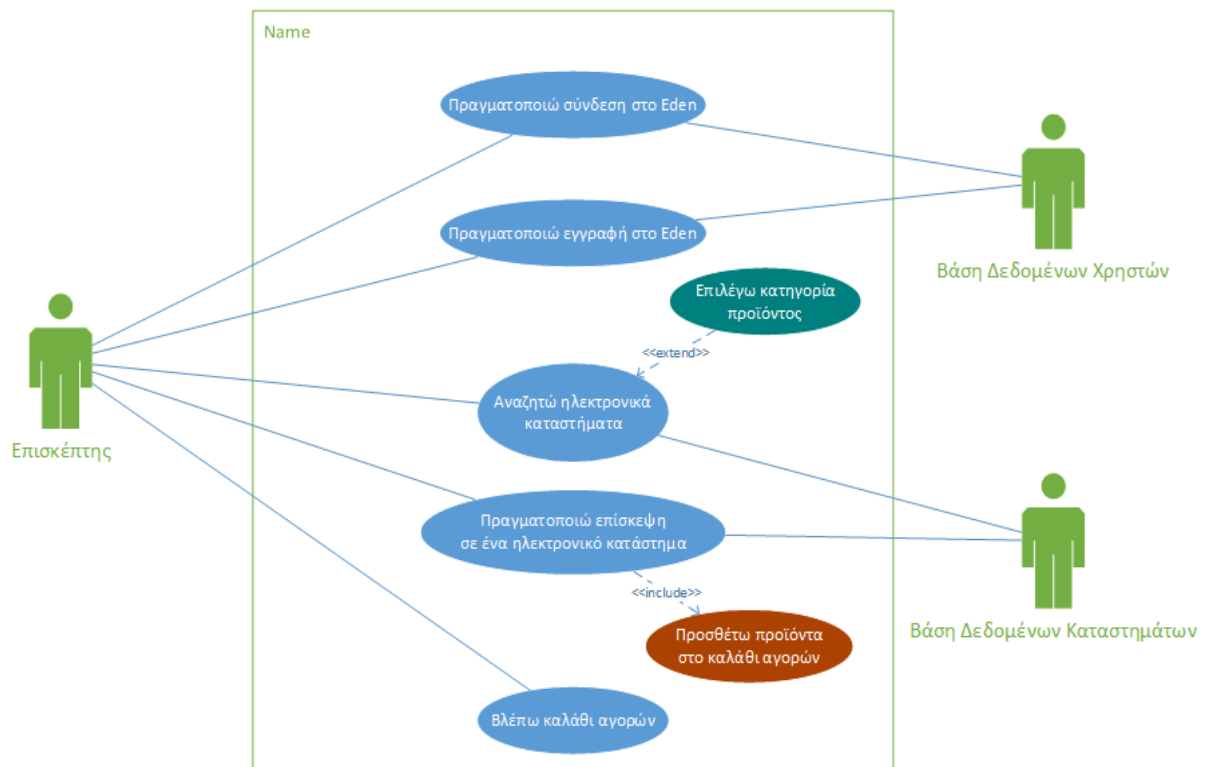 Name
Πραγματοποιώ σύνδεση στο Eden
Πραγματοποιώ εγγραφή στο Eden
Βάση Δεδομένων Χρηστών
Επιλέγω κατηγορία
προϊόντος
<<extend>>
Αναζητώ ηλεκτρονικά
καταστήματα
Επισκέπτης
Πραγματοποιώ επίσκεψη
σε ένα ηλεκτρονικό κατάστημα
<<include>>
Προσθέτω προϊόντα
στο καλάθι αγορών
Βάση Δεδομένων Καταστημάτων
Βλέπω καλάθι αγορών